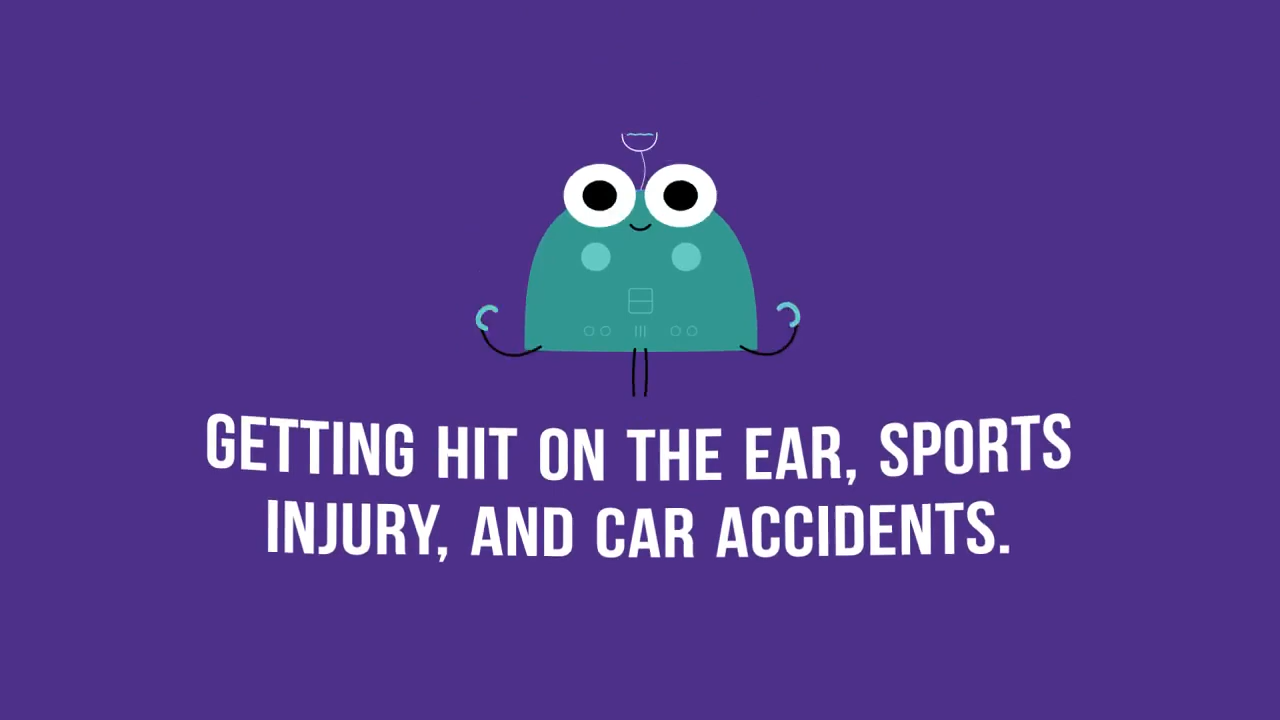 GETTING HIT ON THE EAR, SPORTS
INJURY, AND CAR ACCIDENTS.